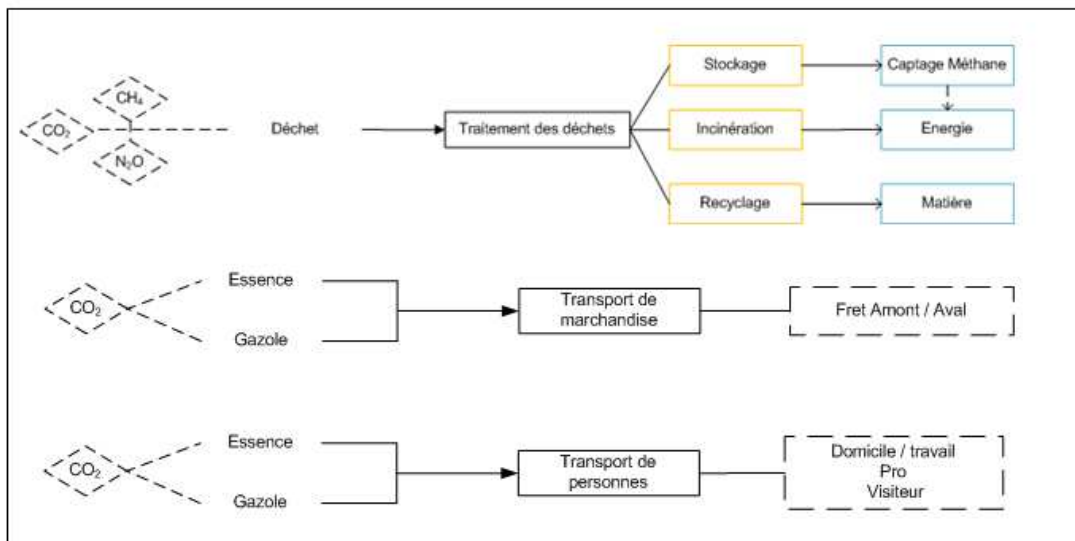 Stockage
Captage Méthane
CH₄
CO₂
Déchet
Traitement des déchets
Incinération
Energie
N₂O
Recyclage
Matière
Essence
CO₂
Transport de
marchandise
Fret Amont / Aval
Gazole
Essence
CO₂
Transport de
personnes
Domicile / travail
Pro
Visiteur
Gazole